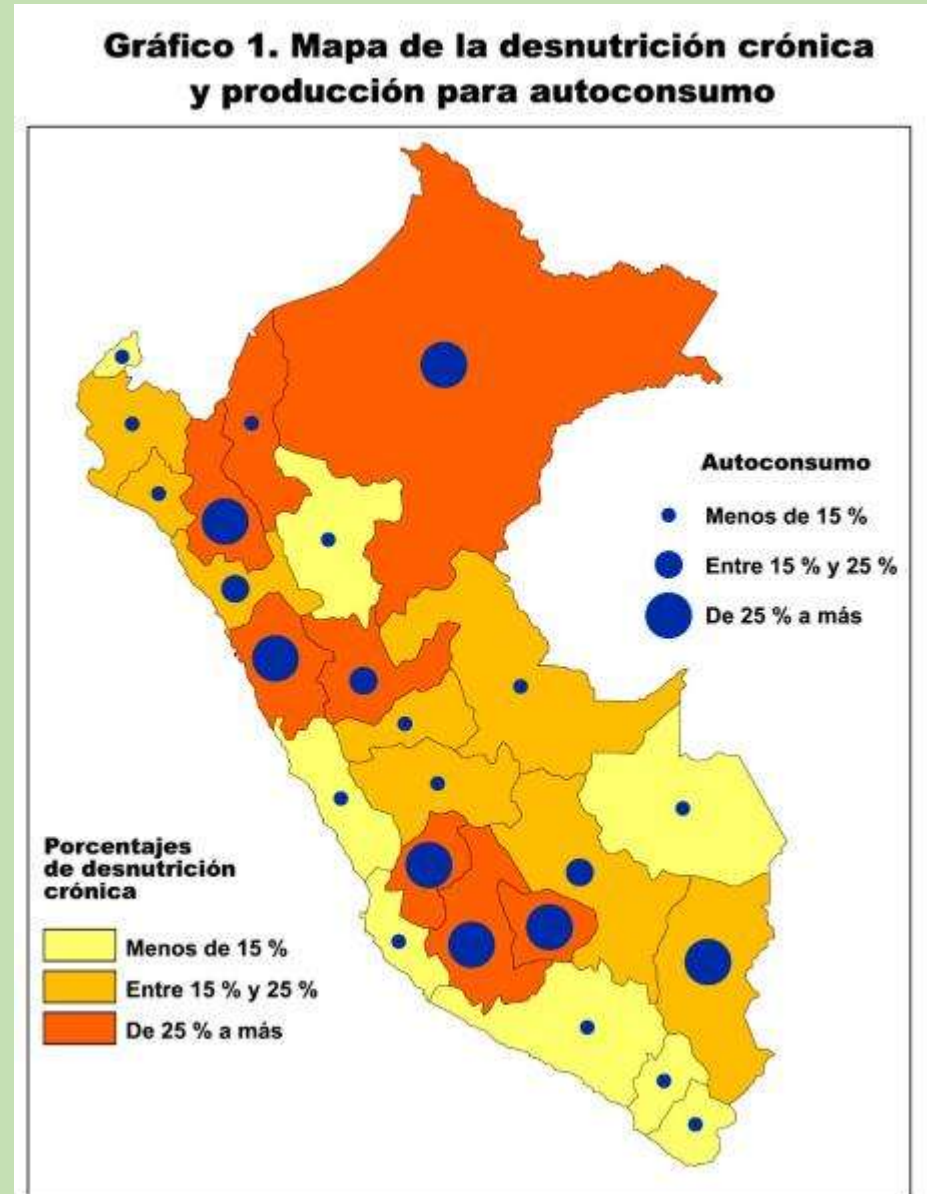 Gráfico 1. Mapa de la desnutrición crónica
y producción para autoconsumo
Autoconsumo
Menos de 15 %
Entre 15 % y 25 %
De 25 % a más
Porcentajes
de desnutrición
crónica
Menos de 15 %
Entre 15 % y 25 %
De 25 % a más